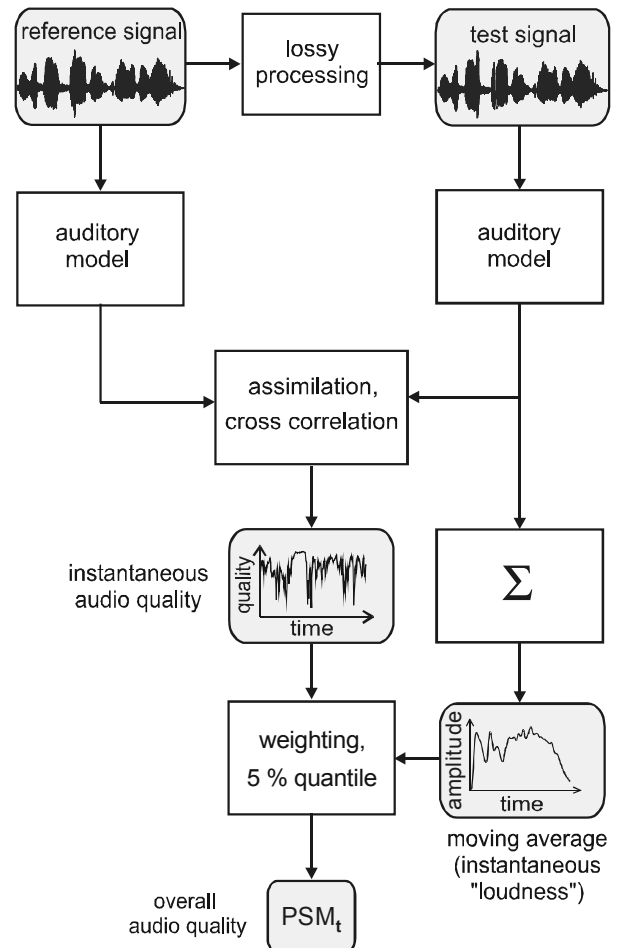 reference signal
lossy
processing
test signal
auditory
model
auditory
model
assimilation,
cross correlation
instantaneous
audio quality
quality
time
Σ
weighting,
5 % quantile
amplitude
time
moving average
(instantaneous
"loudness")
overall
audio quality
PSMt